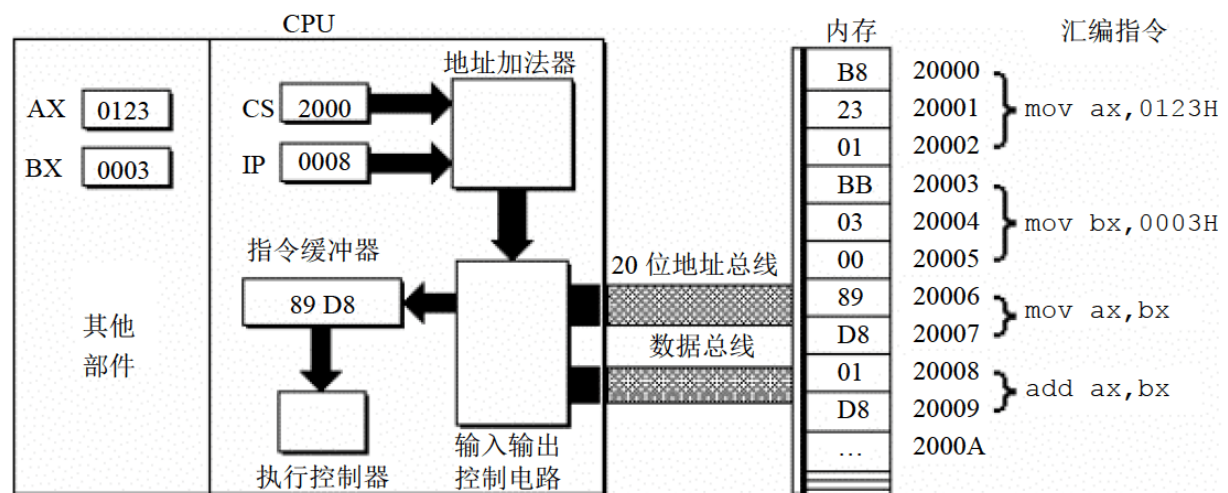 CPU
AX 0123
BX 0003
其他
部件
CS 2000
IP 0008
地址加法器
指令缓冲器
89 D8
执行控制器
输入输出
控制电路
20 位地址总线
数据总线
内存 汇编指令
B8 20000
23 20001 mov ax,0123H
01 20002
BB 20003
03 20004 mov bx,0003H
00 20005
89 20006
mov ax,bx
D8 20007
01 20008
add ax,bx
D8 20009
… 2000A